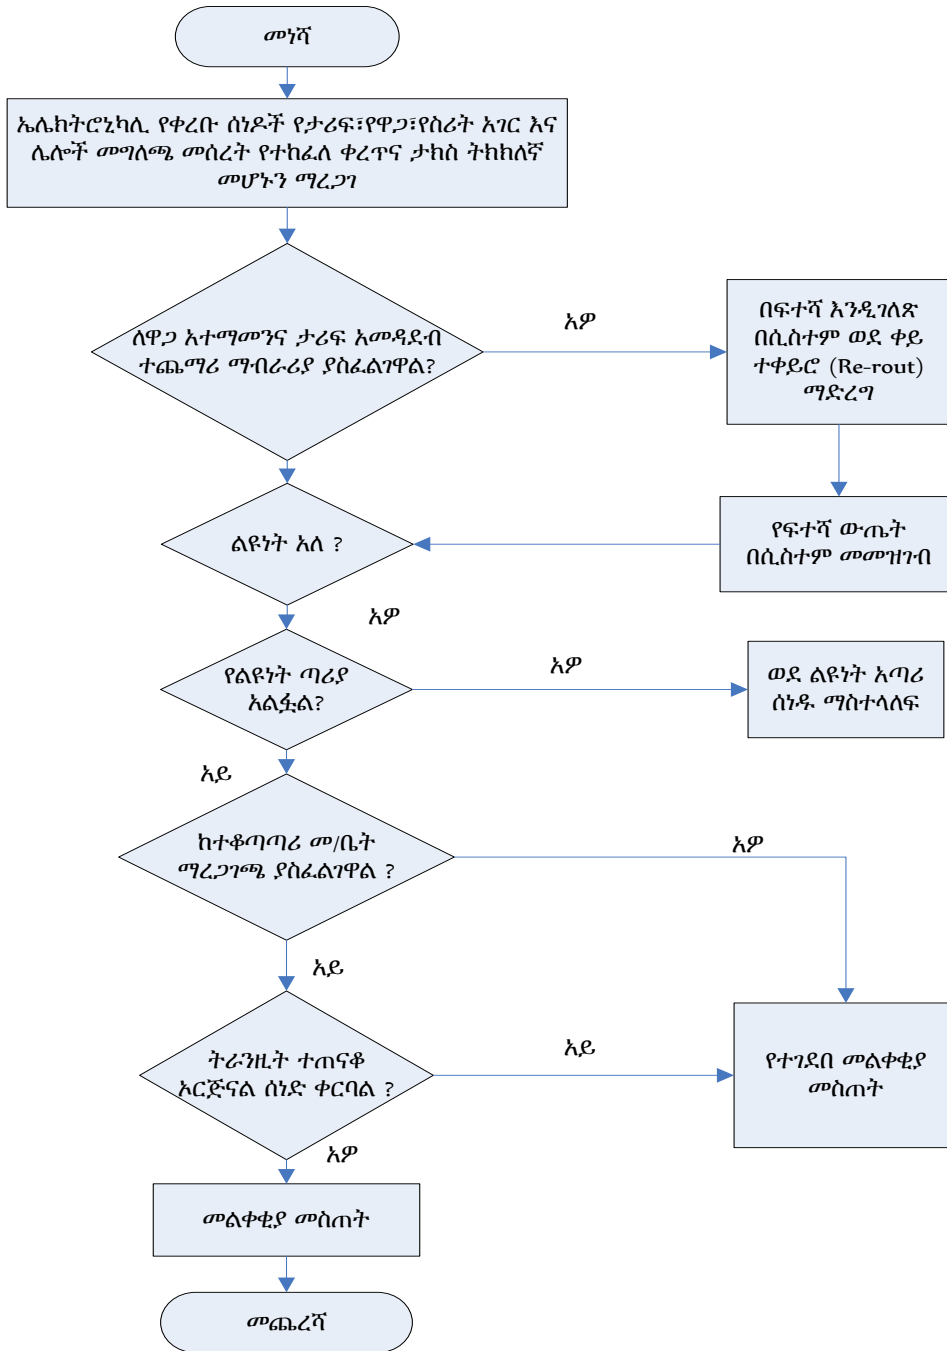 መነሻ
ኤሌክትሮኒካሊ የቀረቡ ሰነዶች የታሪፍ፣የዋጋ፣የስሪት አገር እና
ሌሎች መግለጫ መሰረት የተከፈለ ቀረጥና ታክስ ትክክለኛ
መሆኑን ማረጋገ
ለዋጋ አተማመንና ታሪፍ አመዳደብ
ተጨማሪ ማብራሪያ ያስፈልገዋል?
አዎ
በፍተሻ እንዲገለጽ
በሲስተም ወደ ቀይ
ተቀይሮ (Re-rout)
ማድረግ
ልዩነት አለ ?
የፍተሻ ውጤት
በሲስተም መመዝገብ
አዎ
የልዩነት ጣሪያ
አልፏል?
አዎ
ወደ ልዩነት አጣሪ
ሰነዱ ማስተላለፍ
አይ
ከተቆጣጣሪ መ/ቤት
ማረጋገጫ ያስፈልገዋል ?
አዎ
አይ
ትራንዚት ተጠናቆ
ኦርጅናል ሰነድ ቀርባል ?
አይ
የተገደበ መልቀቂያ
መስጠት
አዎ
መልቀቂያ መስጠት
መጨረሻ